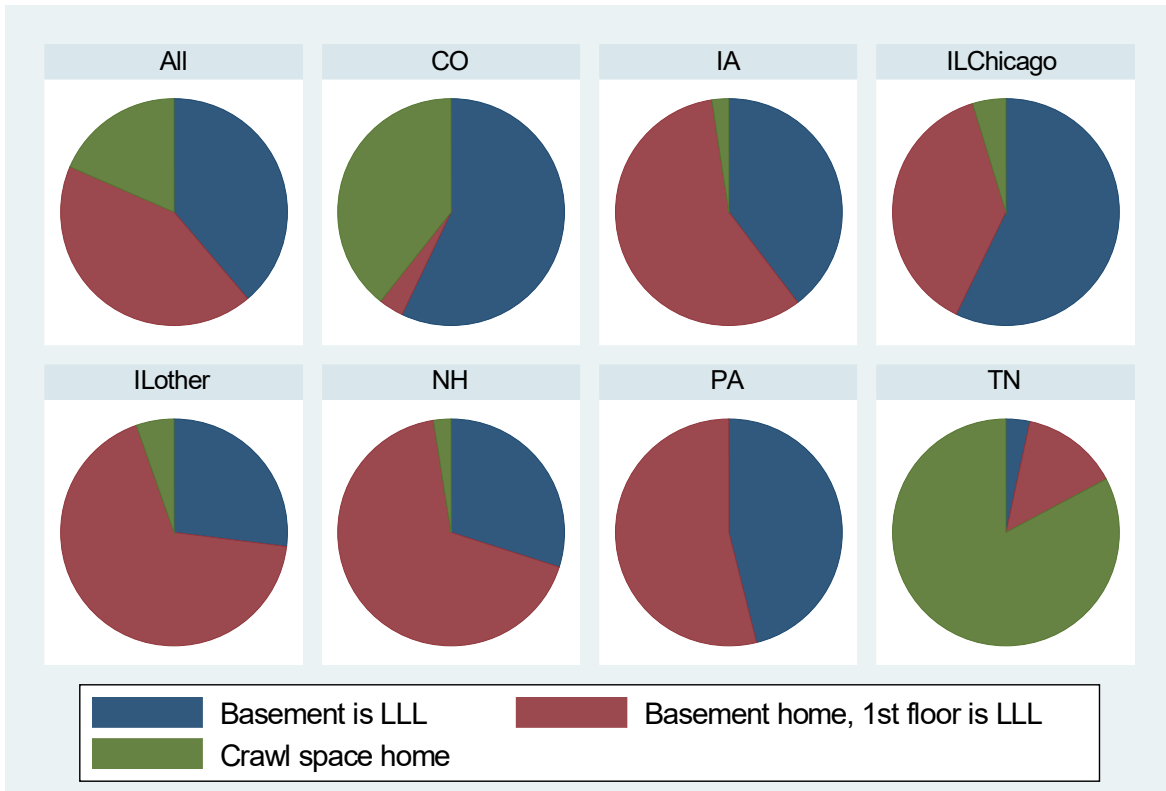 All
CO
IA
ILChicago
ILother
NH
PA
TN
Basement is LLL
Basement home, 1st floor is LLL
Crawl space home